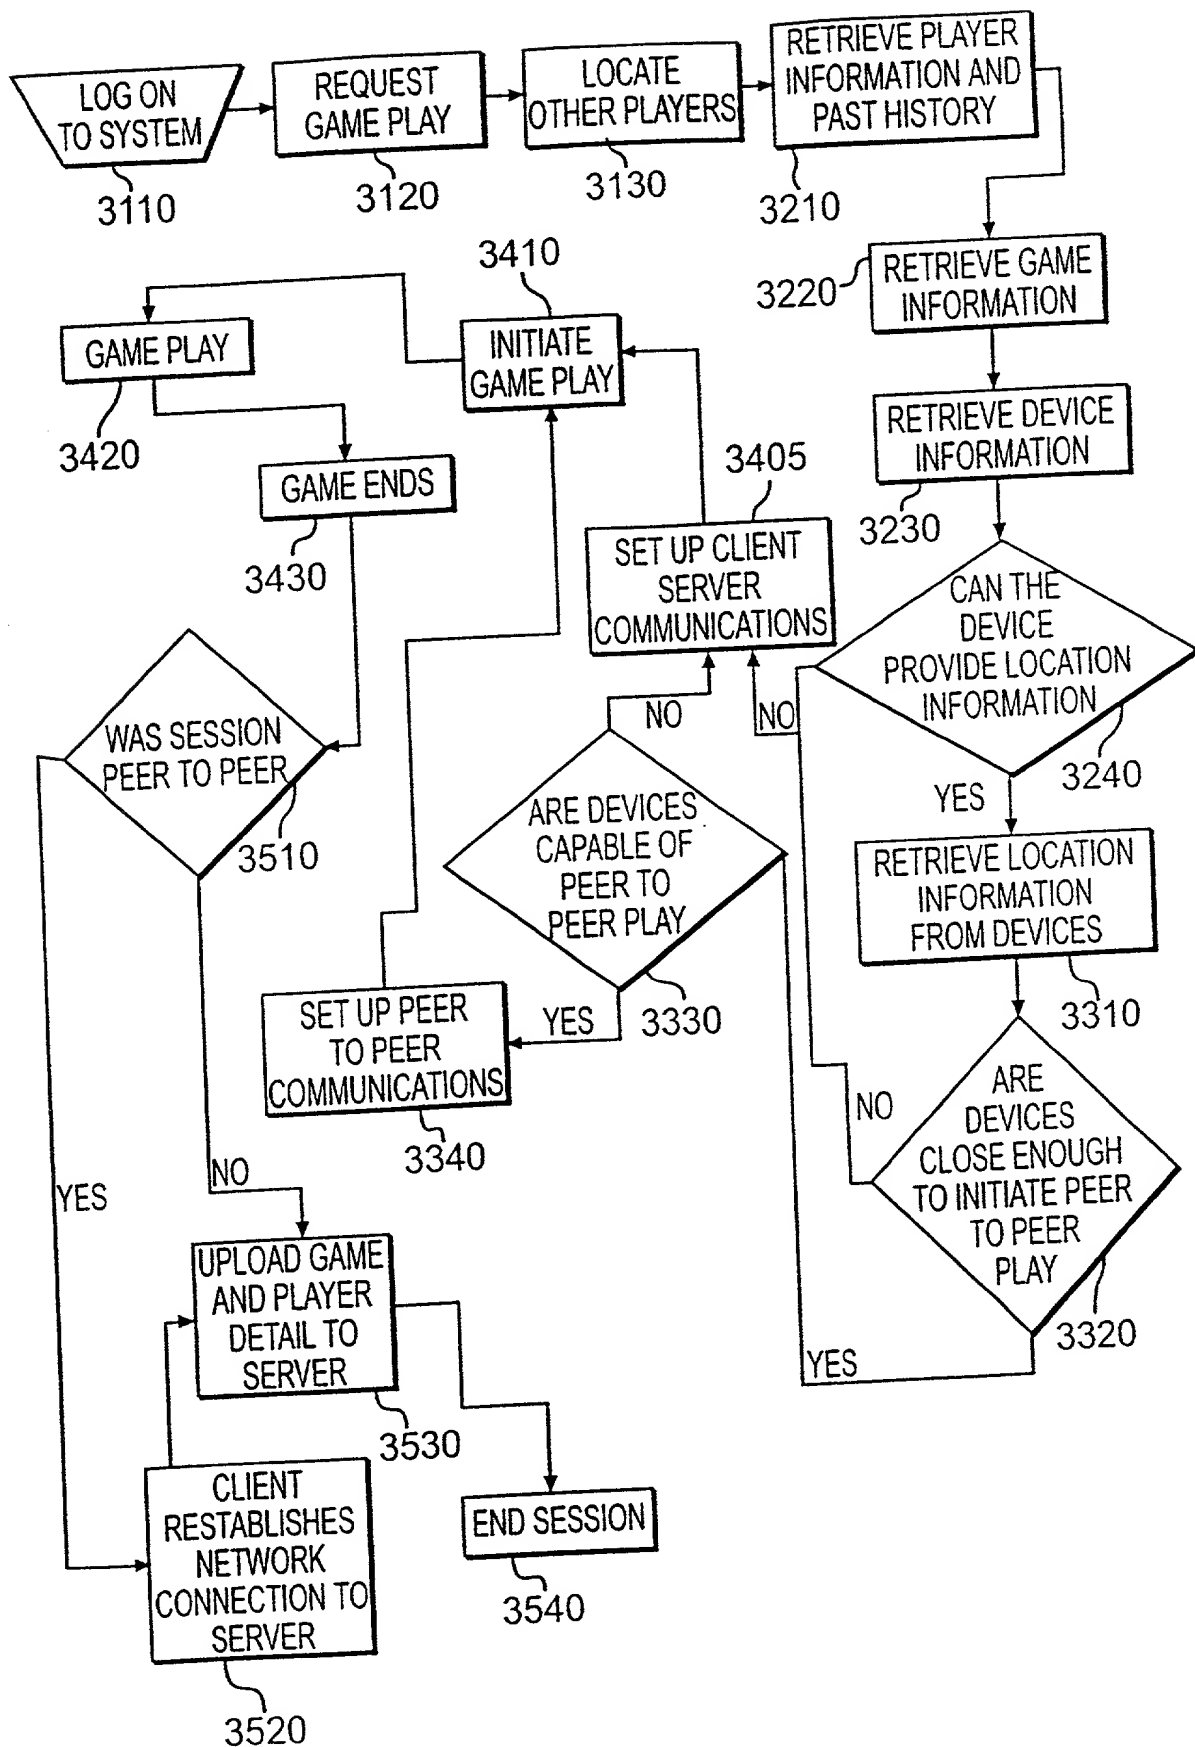 LOG ON
TO SYSTEM
3110
REQUEST
GAME PLAY
3120
LOCATE
OTHER PLAYERS
3130
RETRIEVE PLAYER
INFORMATION AND
PAST HISTORY
3210
RETRIEVE GAME
INFORMATION
3220
RETRIEVE DEVICE
INFORMATION
3230
CAN THE
DEVICE
PROVIDE LOCATION
INFORMATION
3240
NO
YES
RETRIEVE LOCATION
INFORMATION
FROM DEVICES
3310
ARE
DEVICES
CLOSE ENOUGH
TO INITIATE PEER
TO PEER
PLAY
3320
NO
YES
ARE DEVICES
CAPABLE OF
PEER TO
PEER PLAY
3330
NO
YES
SET UP PEER
TO PEER
COMMUNICATIONS
3340
3405
SET UP CLIENT
SERVER
COMMUNICATIONS
3410
INITIATE
GAME PLAY
GAME PLAY
3420
GAME ENDS
3430
WAS SESSION
PEER TO PEER
3510
YES
NO
UPLOAD GAME
AND PLAYER
DETAIL TO
SERVER
3530
CLIENT
RESTABLISHES
NETWORK
CONNECTION TO
SERVER
3520
END SESSION
3540